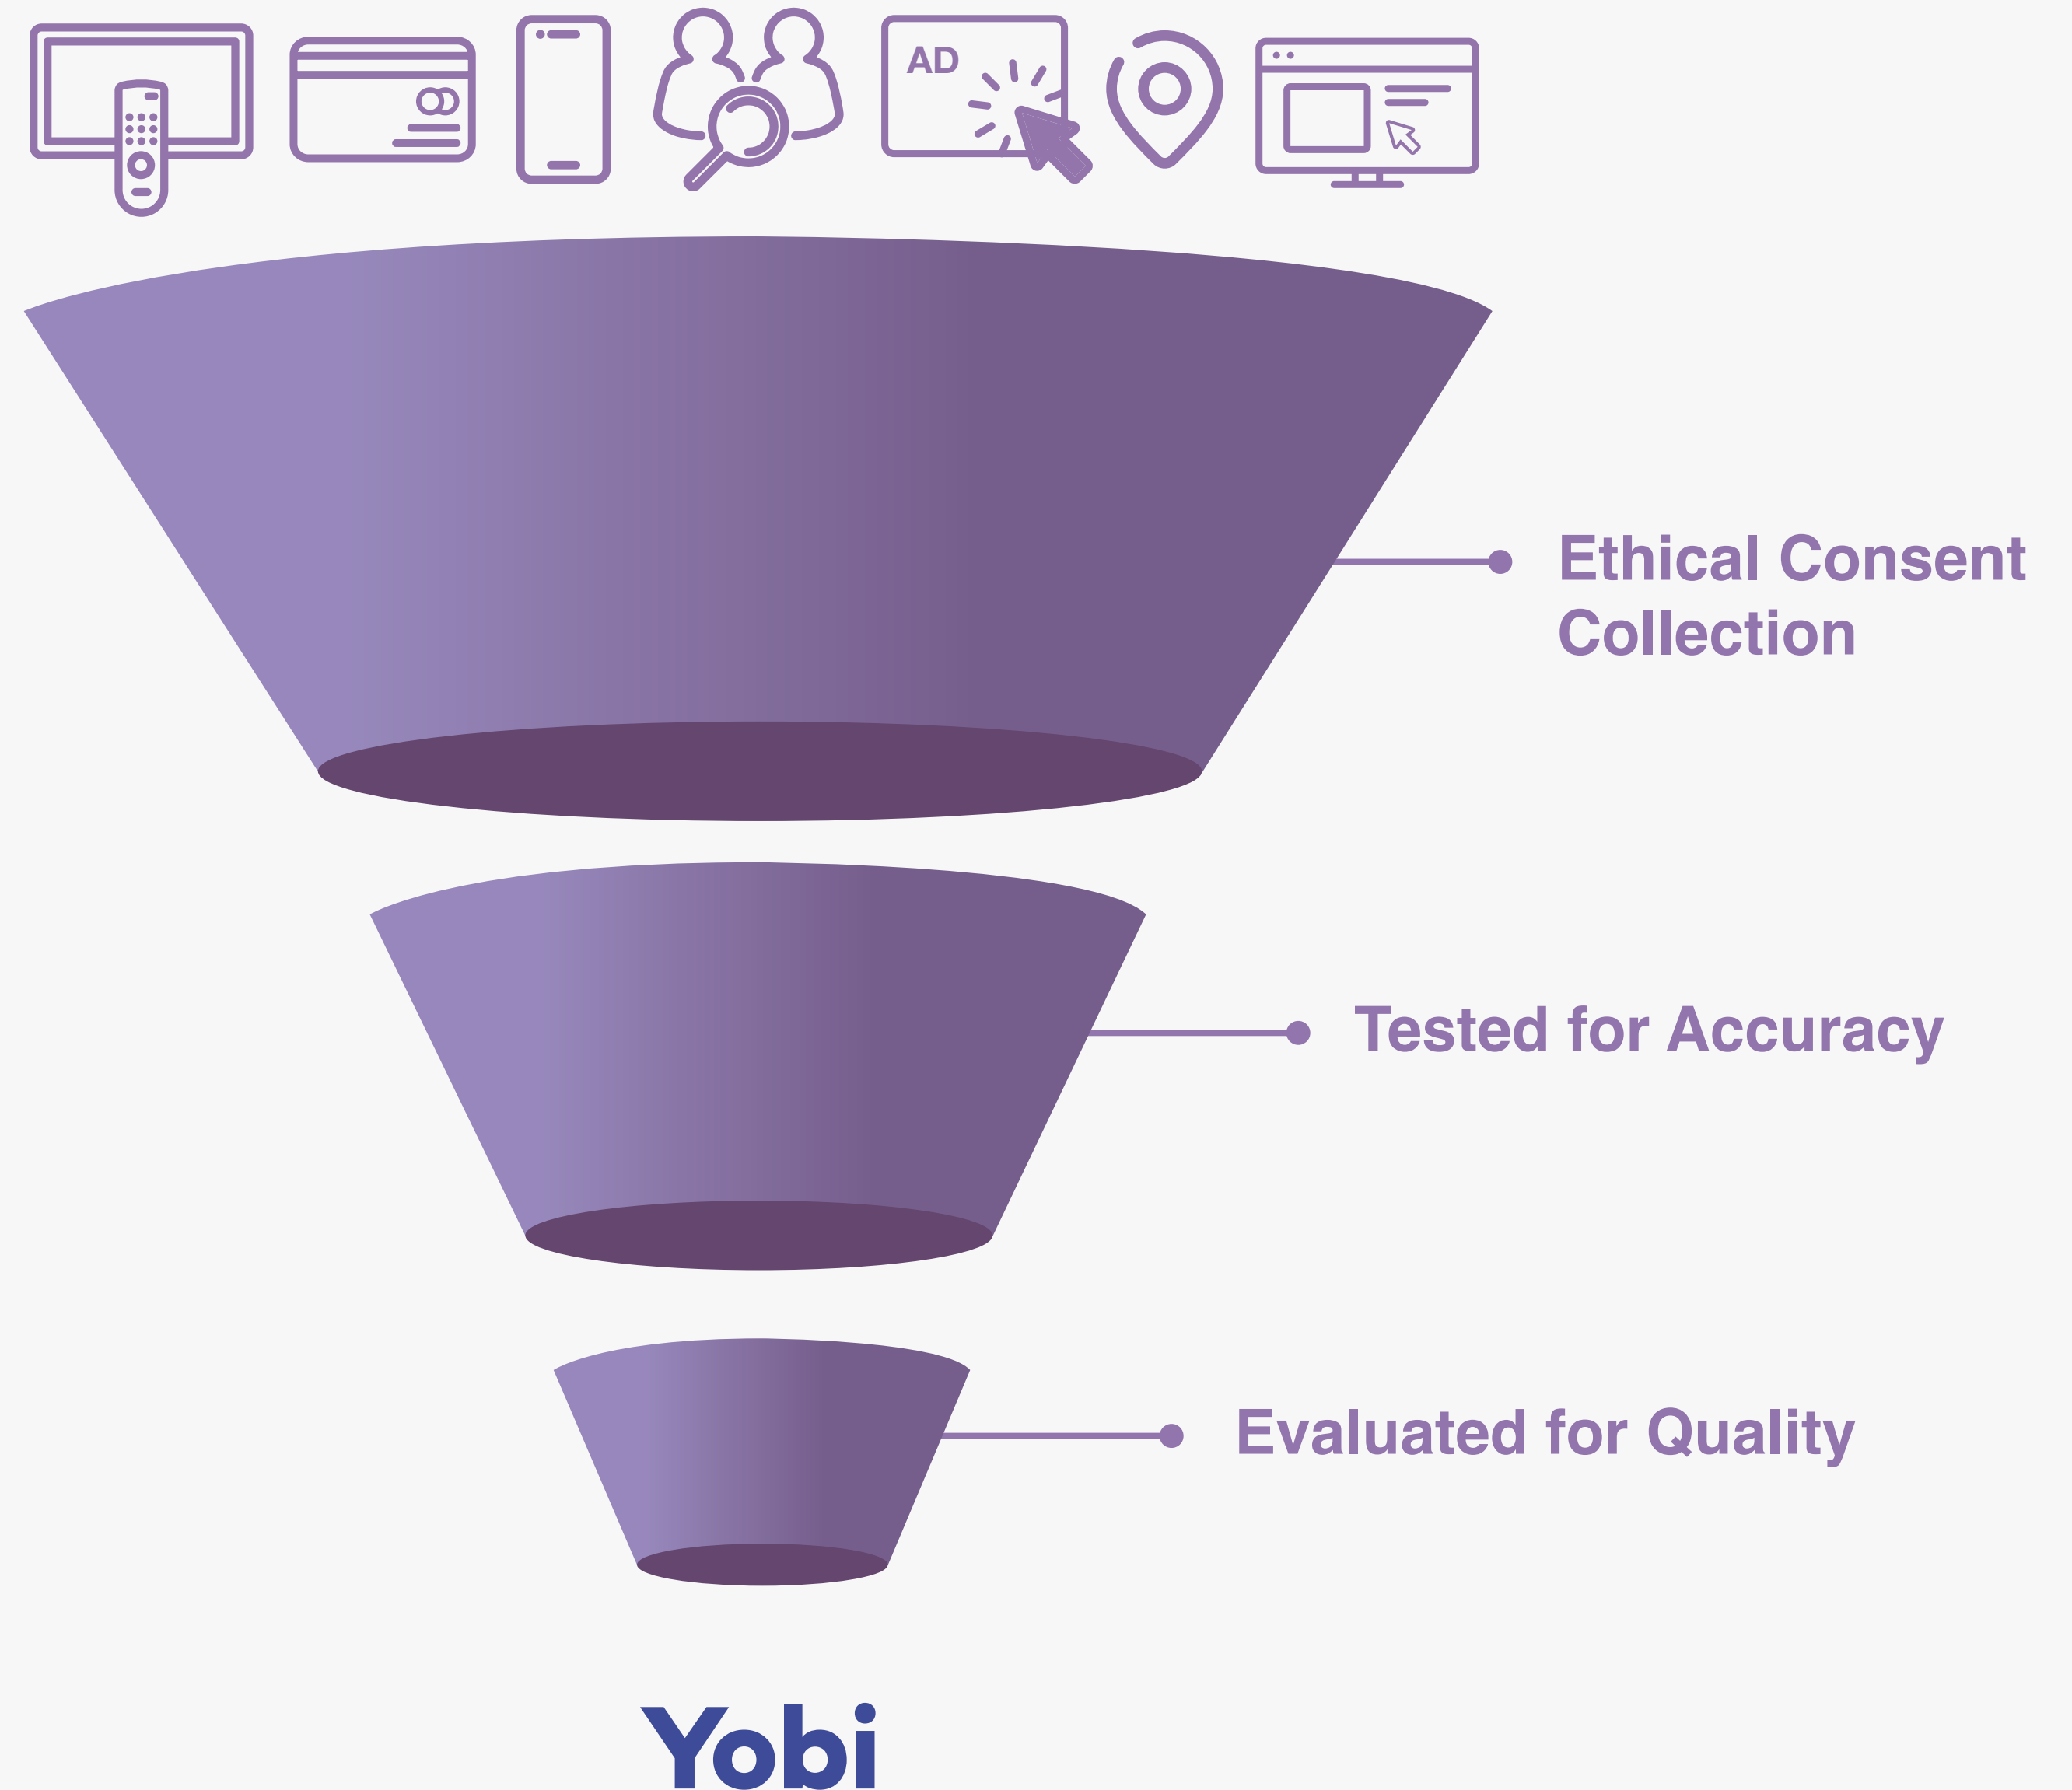 AD
Ethical Consent
Collection
Tested for Accuracy
Evaluated for Quality
Yobi